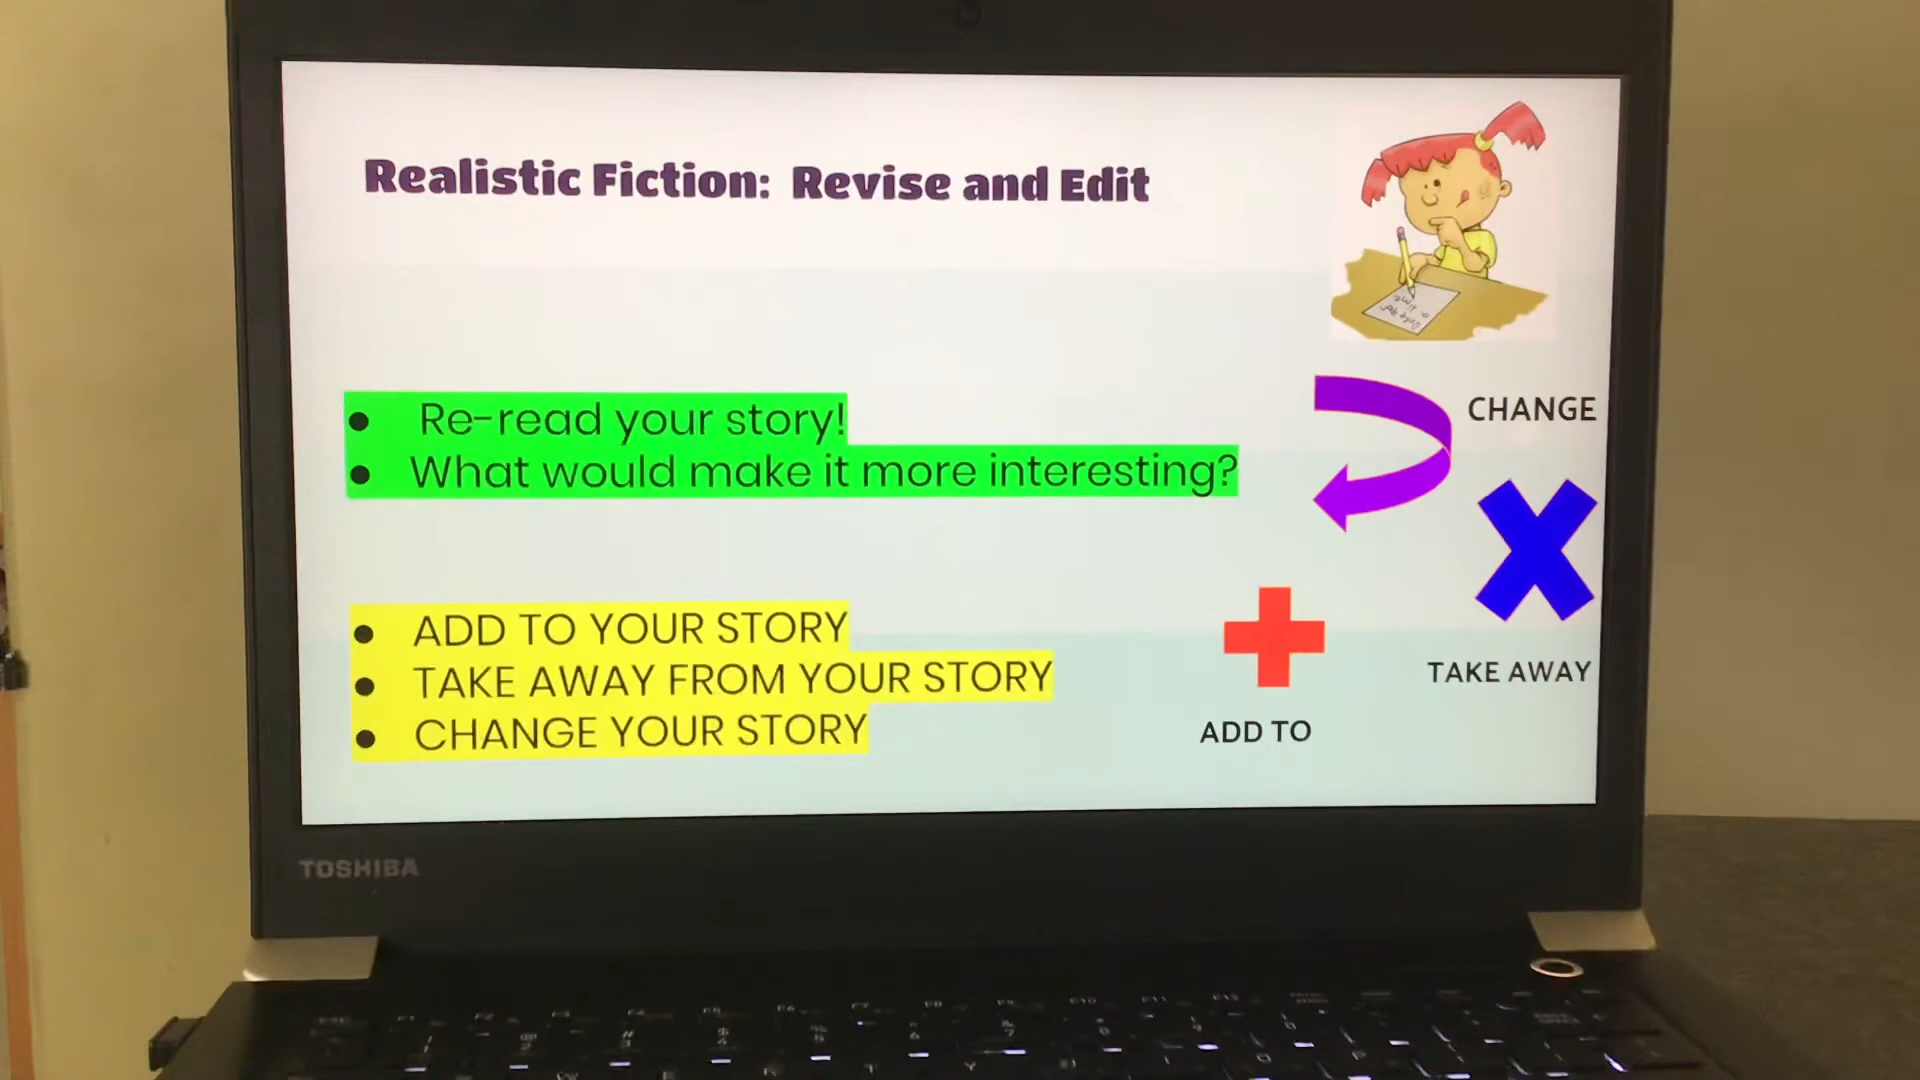 Realistic Fiction: Revise and Edit
● Re-read your story!
● What would make it more interesting?
● ADD TO YOUR STORY
● TAKE AWAY FROM YOUR STORY
● CHANGE YOUR STORY
CHANGE
TAKE AWAY
ADD TO
TOSHIBA